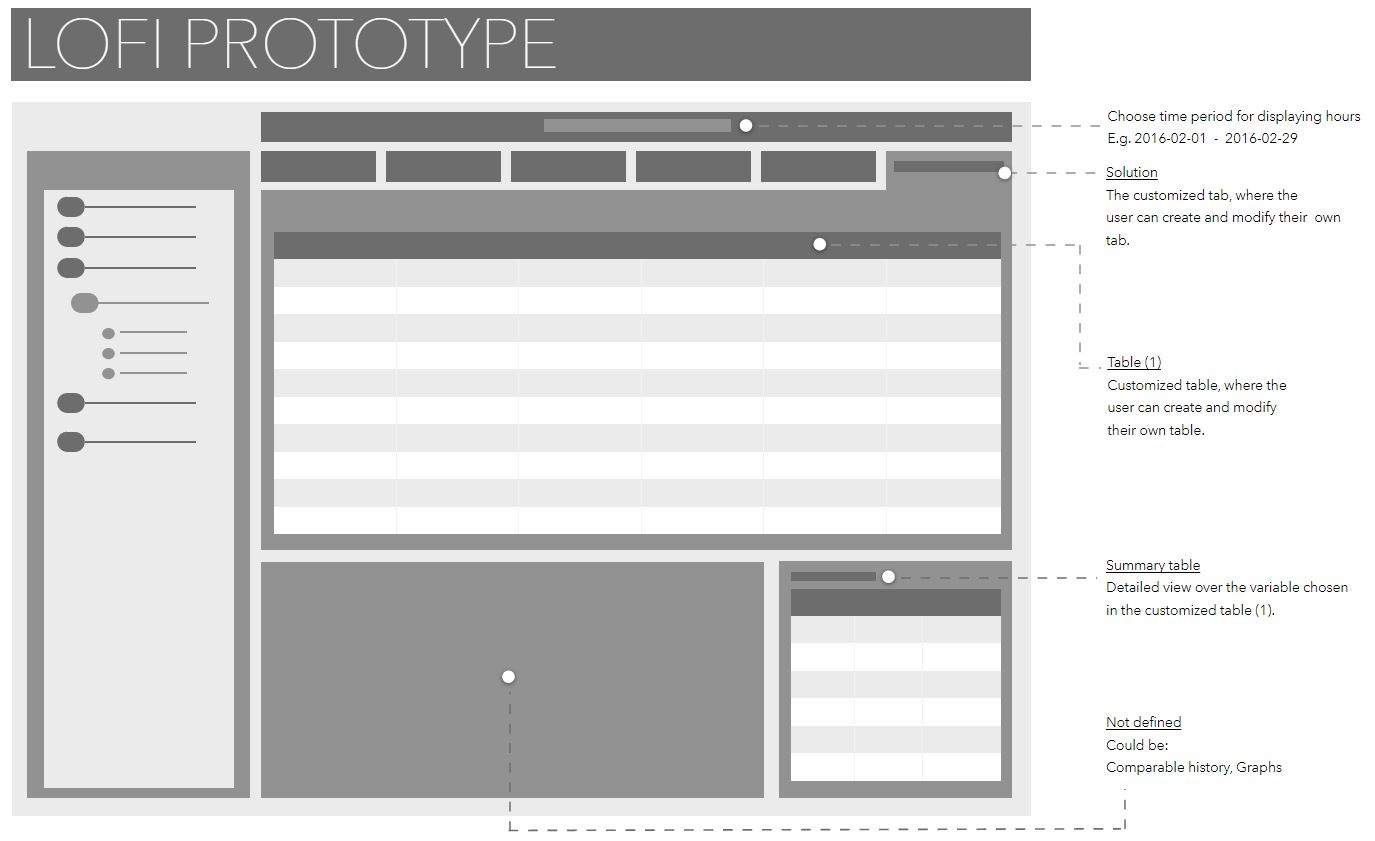 LOFI PROTOTYPE
Choose time period for displaying hours
E.g. 2016-02-01  -  2016-02-29
Solution
The customized tab, where the
user can create and modify their  own
tab.
Table (1)
Customized table, where the
user can create and modify
their own table.
Summary table
Detailed view over the variable chosen
in the customized table (1).
Not defined
Could be:
Comparable history, Graphs